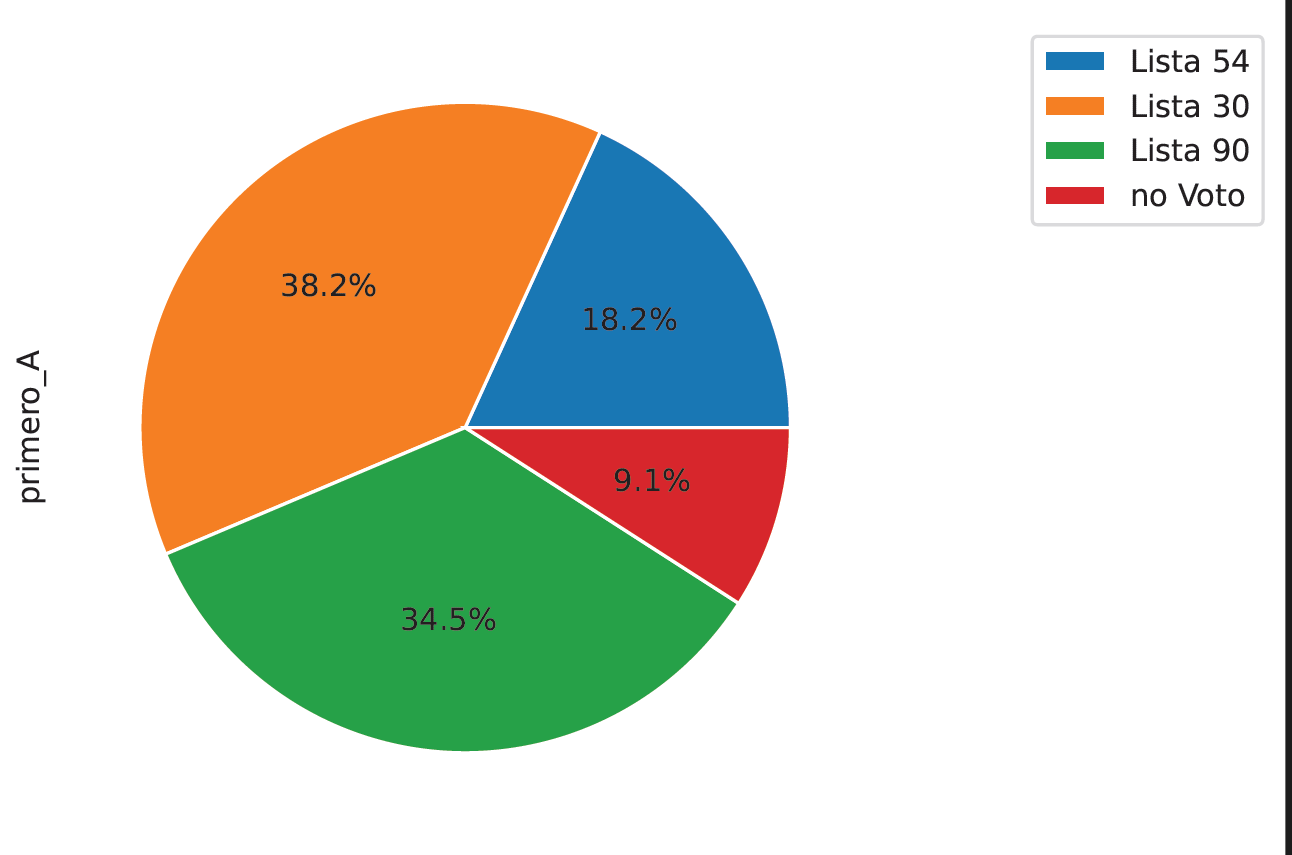 Lista 54
Lista 30
Lista 90
no Voto
38.2%
18.2%
9.1%
34.5%
primero_A